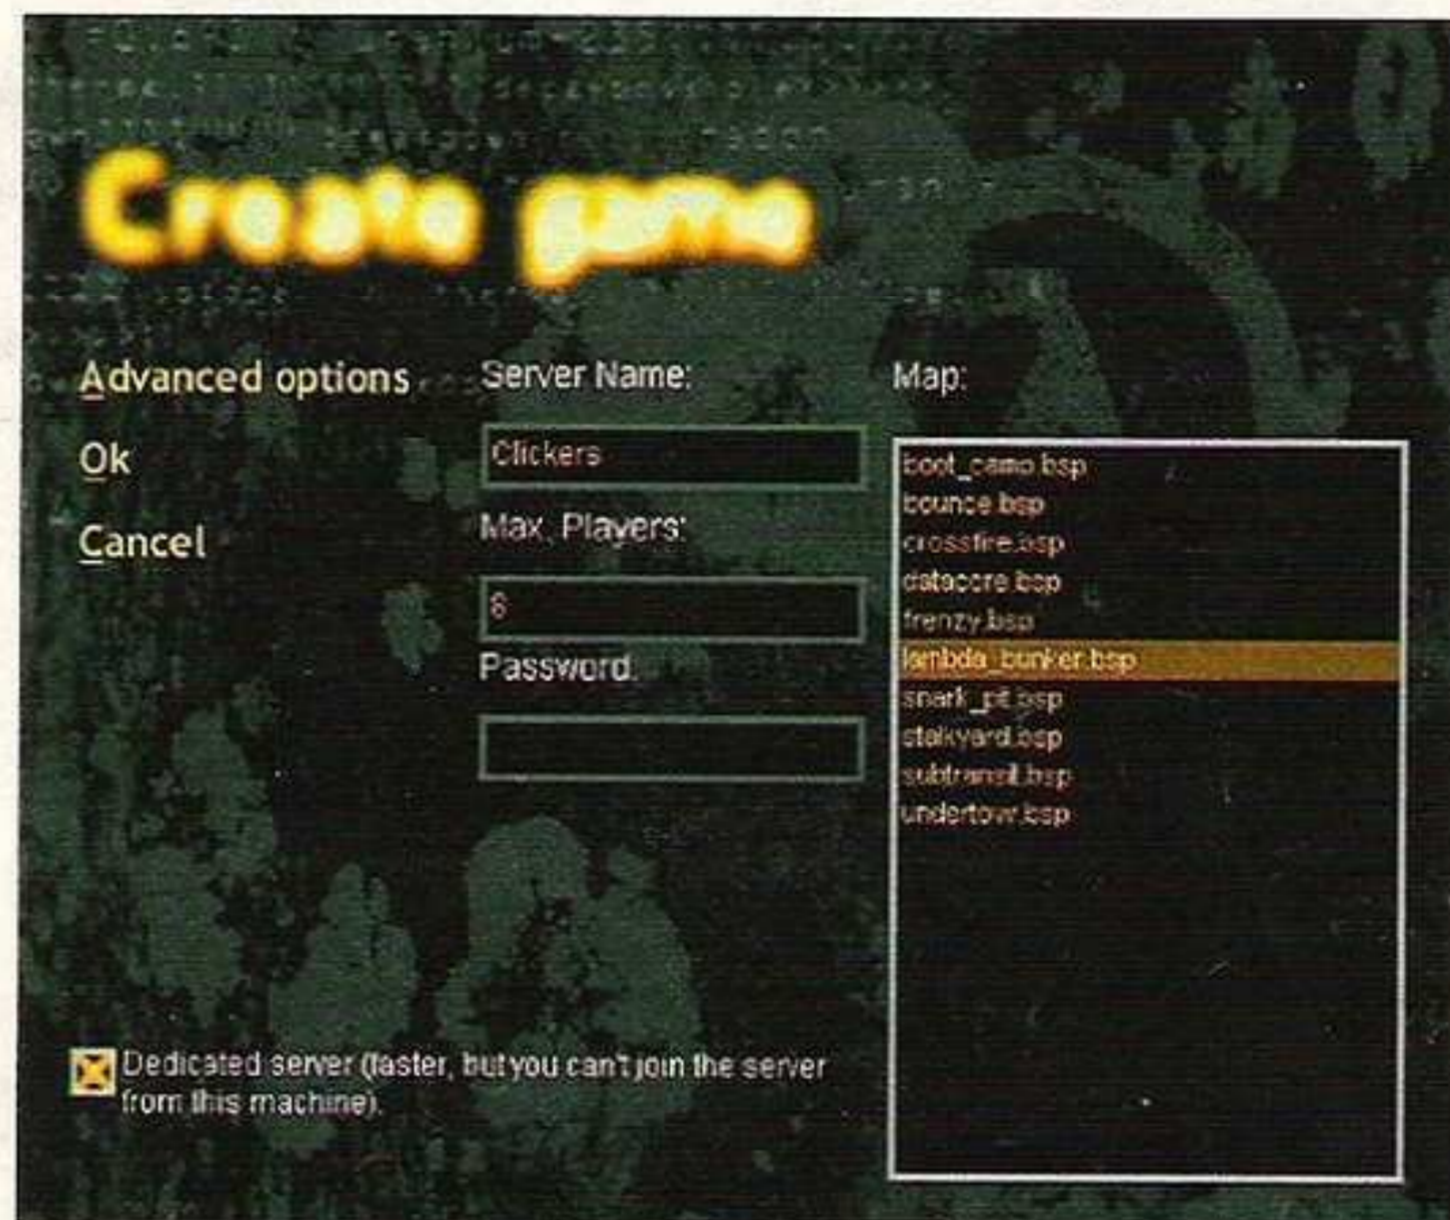 Create game
Advanced options
Ok
Cancel
Server Name:
Clickers
Max. Players:
Password:
Map:
boot_camp.bsp
bounce.bsp
crossfire.bsp
datacore.bsp
frenzy.bsp
lambda_bunker.bsp
snark_pit.bsp
stalkyard.bsp
subtransit.bsp
undertow.bsp
Dedicated server (faster, but you can't join the server
from this machine).